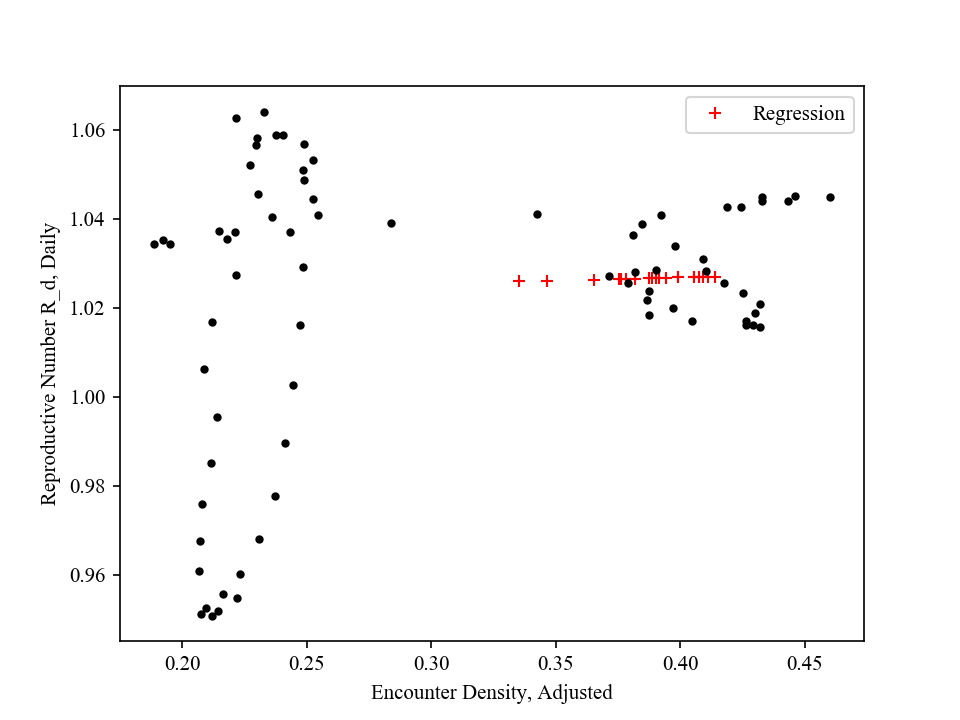 Regression
1.06
1.04
1.02
1.00
0.98
0.96
Reproductive Number R_d, Daily
0.20 0.25 0.30 0.35 0.40 0.45
Encounter Density, Adjusted